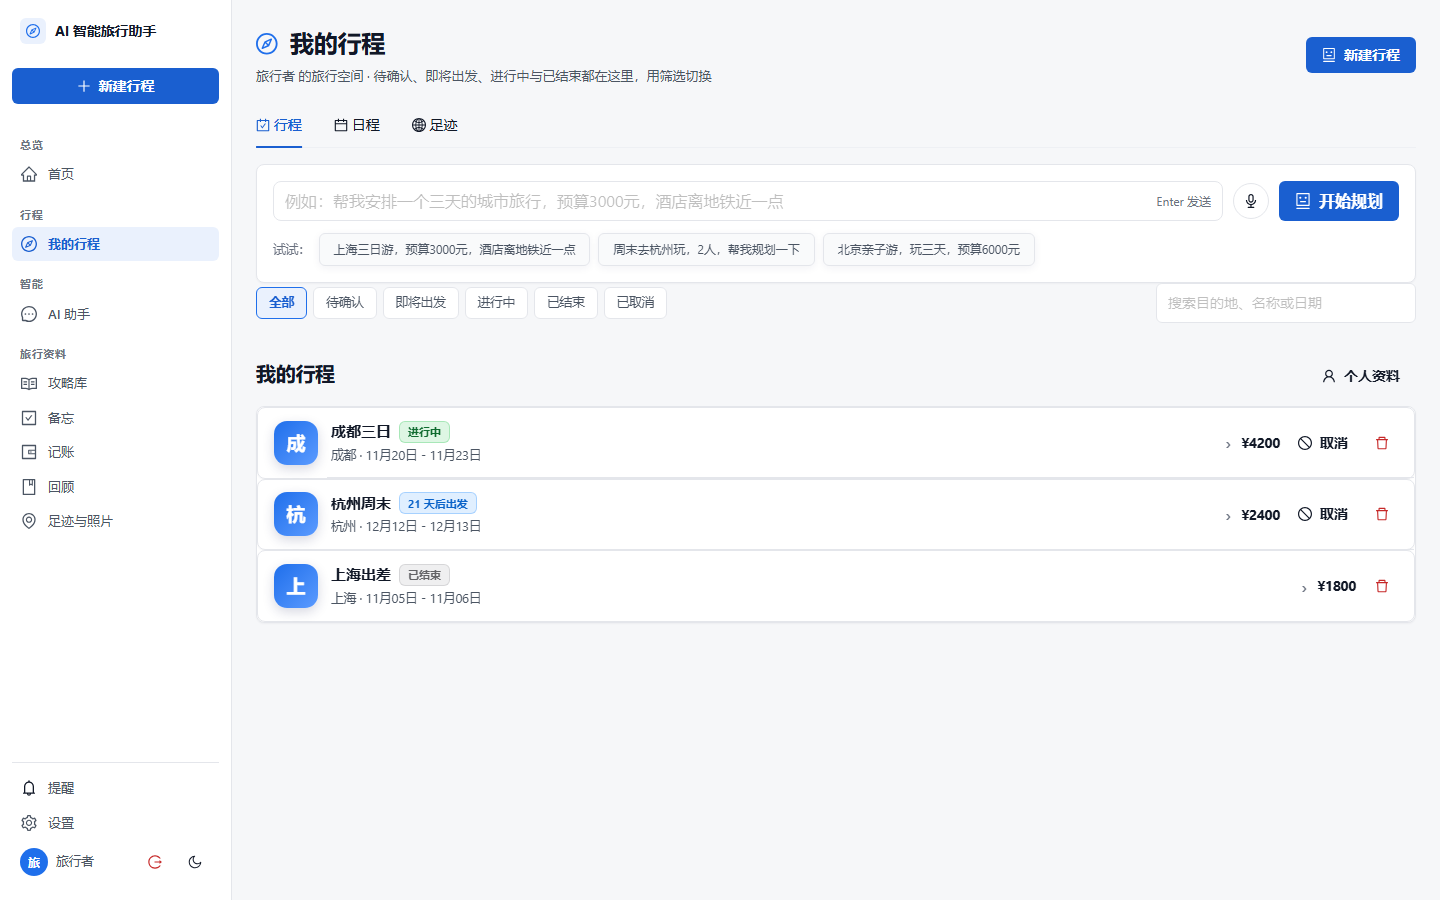 AI 智能旅行助手
新建行程
总览
首页
行程
我的行程
智能
AI 助手
旅行资料
攻略库
备忘
记账
回顾
足迹与照片
提醒
设置
旅 旅行者
我的行程
旅行者 的旅行空间 · 待确认、即将出发、进行中与已结束都在这里，用筛选切换
新建行程
行程 日程 足迹
例如：帮我安排一个三天的城市旅行，预算3000元，酒店离地铁近一点 Enter 发送
开始规划
试试： 上海三日游，预算3000元，酒店离地铁近一点 周末去杭州玩，2人，帮我规划一下 北京亲子游，玩三天，预算6000元
全部 待确认 即将出发 进行中 已结束 已取消 搜索目的地、名称或日期
我的行程 个人资料
成 成都三日 进行中
成都 · 11月20日 - 11月23日
› ¥4200 取消
杭 杭州周末 21 天后出发
杭州 · 12月12日 - 12月13日
› ¥2400 取消
上 上海出差 已结束
上海 · 11月05日 - 11月06日
› ¥1800